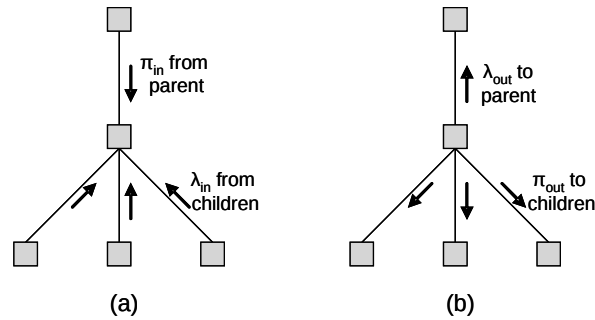 π_in from
parent
λ_in from
children
(a)
λ_out to
parent
π_out to
children
(b)